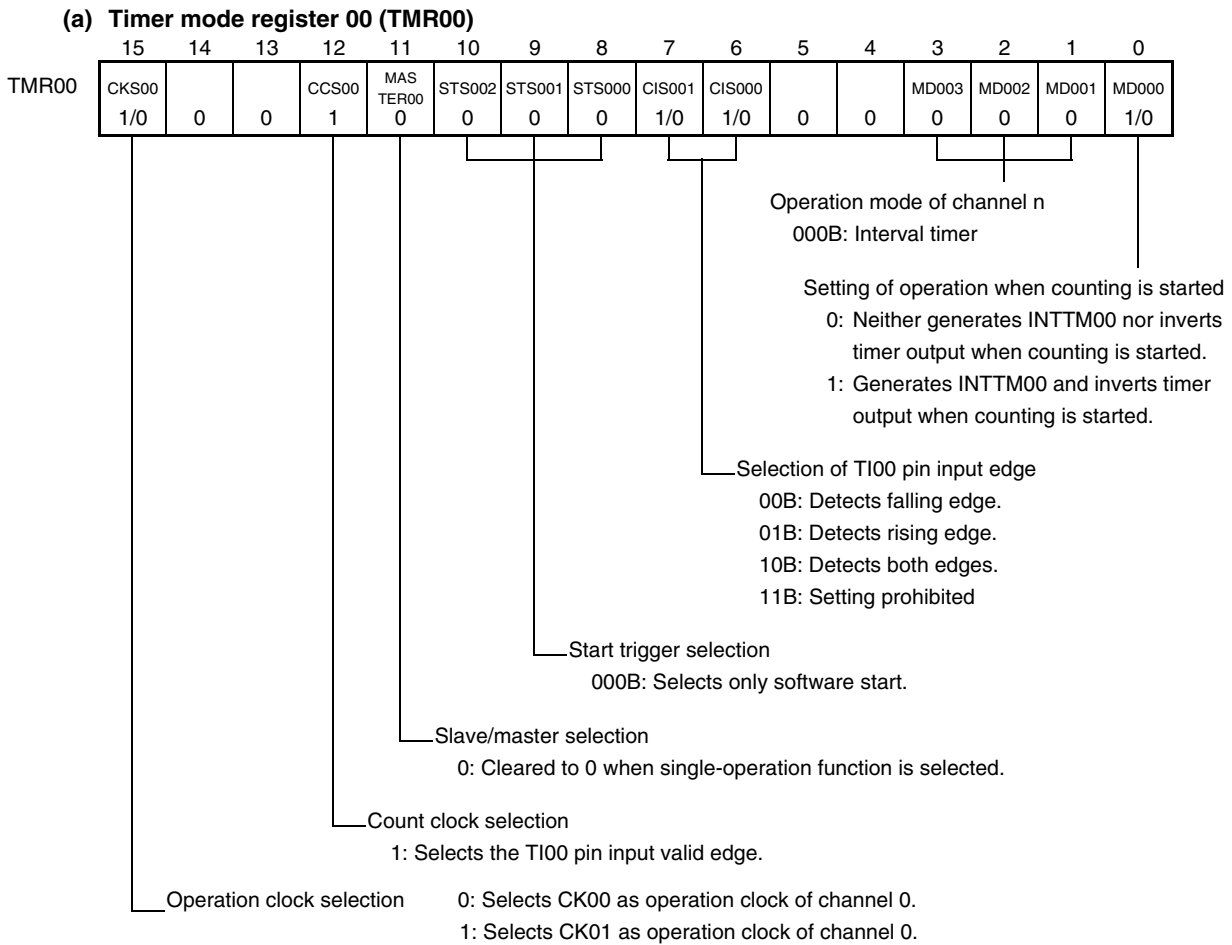 (a) Timer mode register 00 (TMR00)
15 14 13 12 11 10 9 8 7 6 5 4 3 2 1 0
TMR00
CKS00 CCS00 MAS TER00 STS002 STS001 STS000 CIS001 CIS000 MD003 MD002 MD001 MD000
1/0 0 0 1 0 0 0 0 1/0 1/0 0 0 0 0 0 1/0
Operation mode of channel n
000B: Interval timer
Setting of operation when counting is started
0: Neither generates INTTM00 nor inverts
timer output when counting is started.
1: Generates INTTM00 and inverts timer
output when counting is started.
Selection of TI00 pin input edge
00B: Detects falling edge.
01B: Detects rising edge.
10B: Detects both edges.
11B: Setting prohibited
Start trigger selection
000B: Selects only software start.
Slave/master selection
0: Cleared to 0 when single-operation function is selected.
Count clock selection
1: Selects the TI00 pin input valid edge.
Operation clock selection 0: Selects CK00 as operation clock of channel 0.
1: Selects CK01 as operation clock of channel 0.